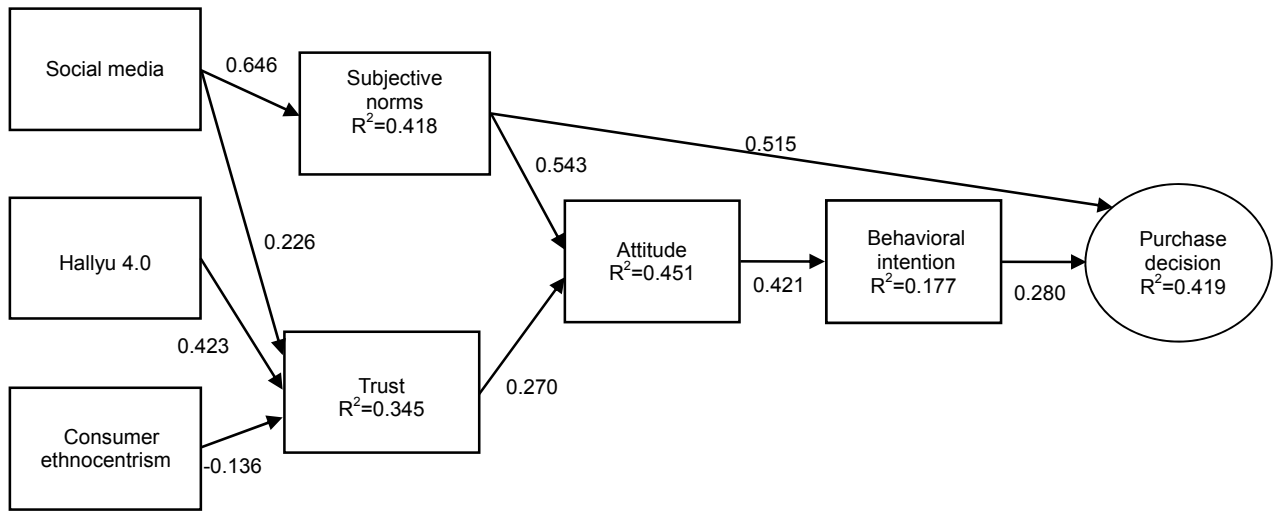 Social media
0.646
Subjective
norms
R²=0.418
0.515
0.543
0.226
Hallyu 4.0
Attitude
R²=0.451
0.421
Behavioral
intention
R²=0.177
0.280
Purchase
decision
R²=0.419
0.423
Trust
R²=0.345
0.270
Consumer
ethnocentrism
-0.136